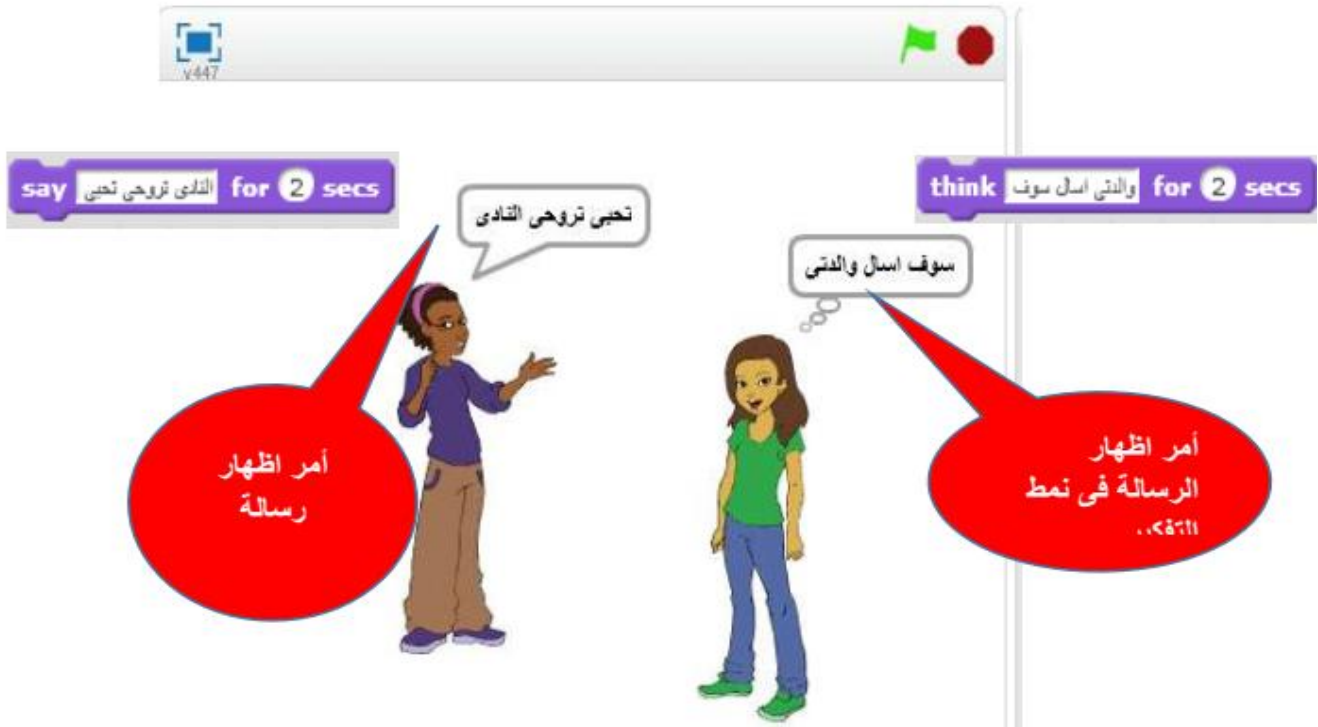 v447
say النادى تروحى تحبى for 2 secs
think والدتى اسال سوف for 2 secs
تحبى تروحى النادى
سوف اسال والدتى
أمر اظهار
رسالة
أمر اظهار
الرسالة فى نمط
التفكير